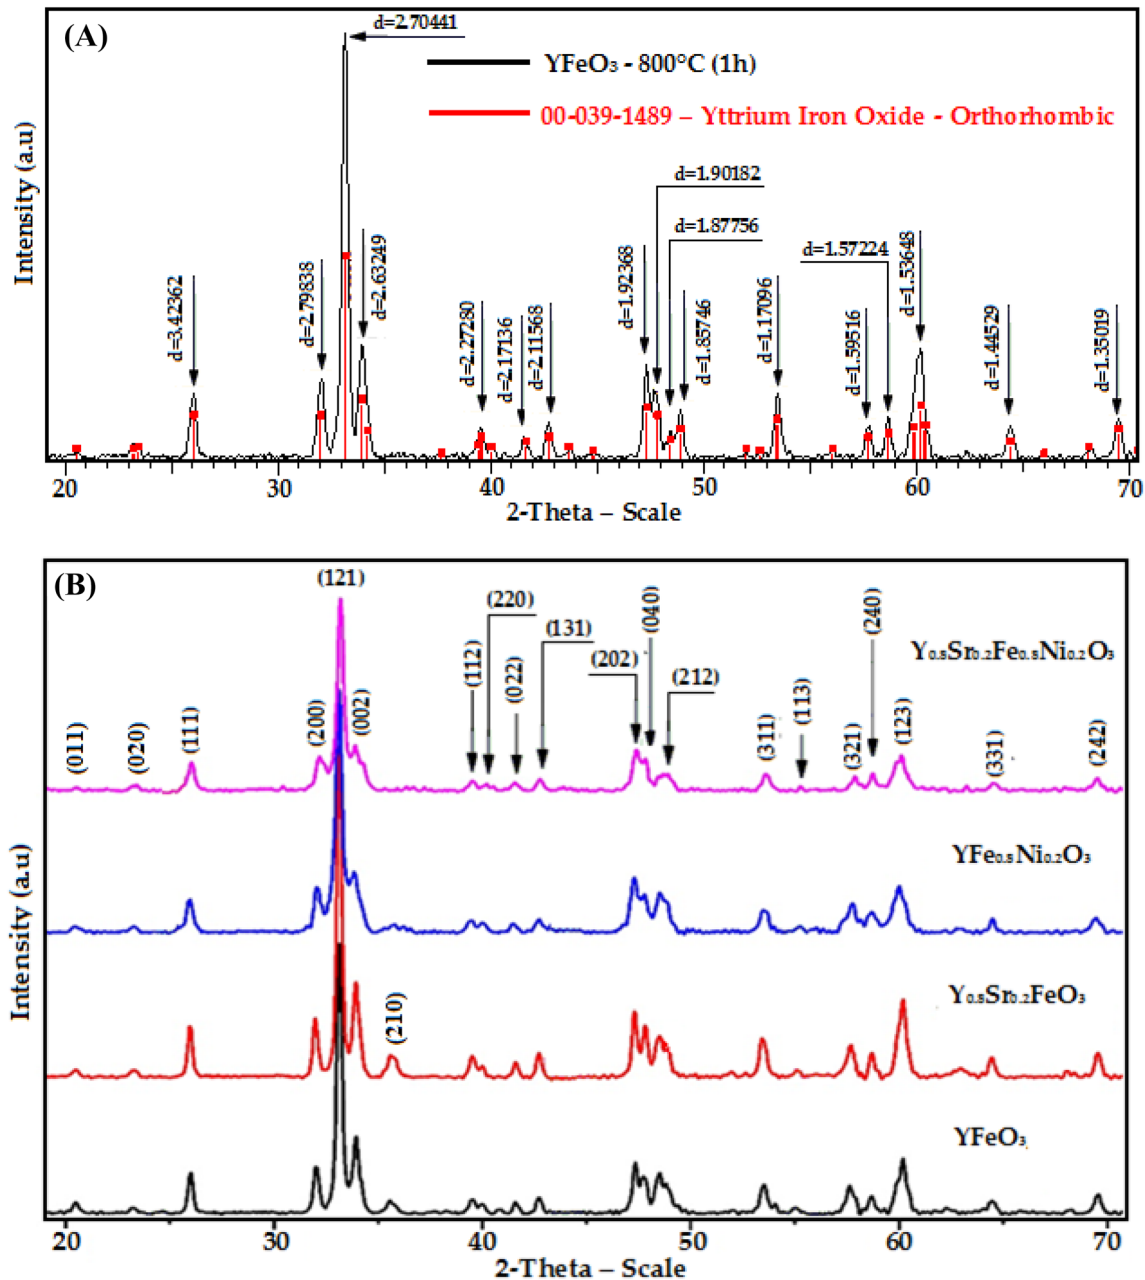 (A)
d=2.70441
YFeO₃ - 800°C (1h)
00-039-1489 – Yttrium Iron Oxide - Orthorhombic
Intensity (a.u)
d=3.42362
d=2.79838
d=2.63249
d=2.27280
d=2.17136
d=2.11568
d=1.92368
d=1.90182
d=1.87756
d=1.85746
d=1.17096
d=1.59516
d=1.57224
d=1.53648
d=1.44529
d=1.35019
20 30 40 50 60 70
2-Theta – Scale
(B)
(121)
(220)
(131)
(040)
(240)
Y₀.₈Sr₀.₂Fe₀.₈Ni₀.₂O₃
(011)
(020)
(111)
(200)
(002)
(112)
(022)
(202)
(212)
(311)
(113)
(321)
(123)
(331)
(242)
YFe₀.₈Ni₀.₂O₃
Intensity (a.u)
Y₀.₈Sr₀.₂FeO₃
(210)
YFeO₃
20 30 40 50 60 70
2-Theta – Scale